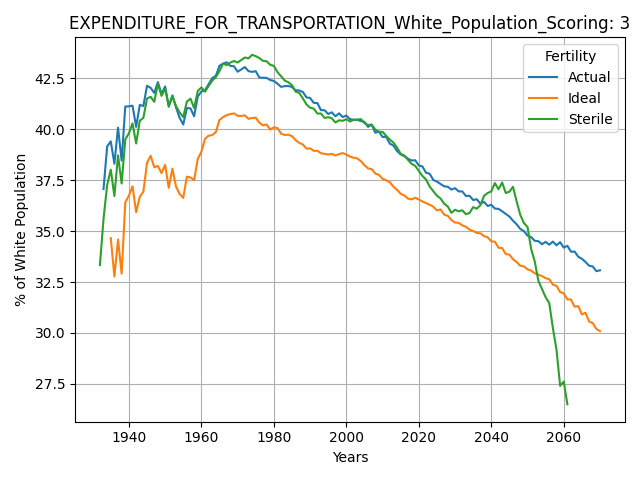 EXPENDITURE_FOR_TRANSPORTATION_White_Population_Scoring: 3
Fertility
Actual
Ideal
Sterile
% of White Population
42.5
40.0
37.5
35.0
32.5
30.0
27.5
1940 1960 1980 2000 2020 2040 2060
Years